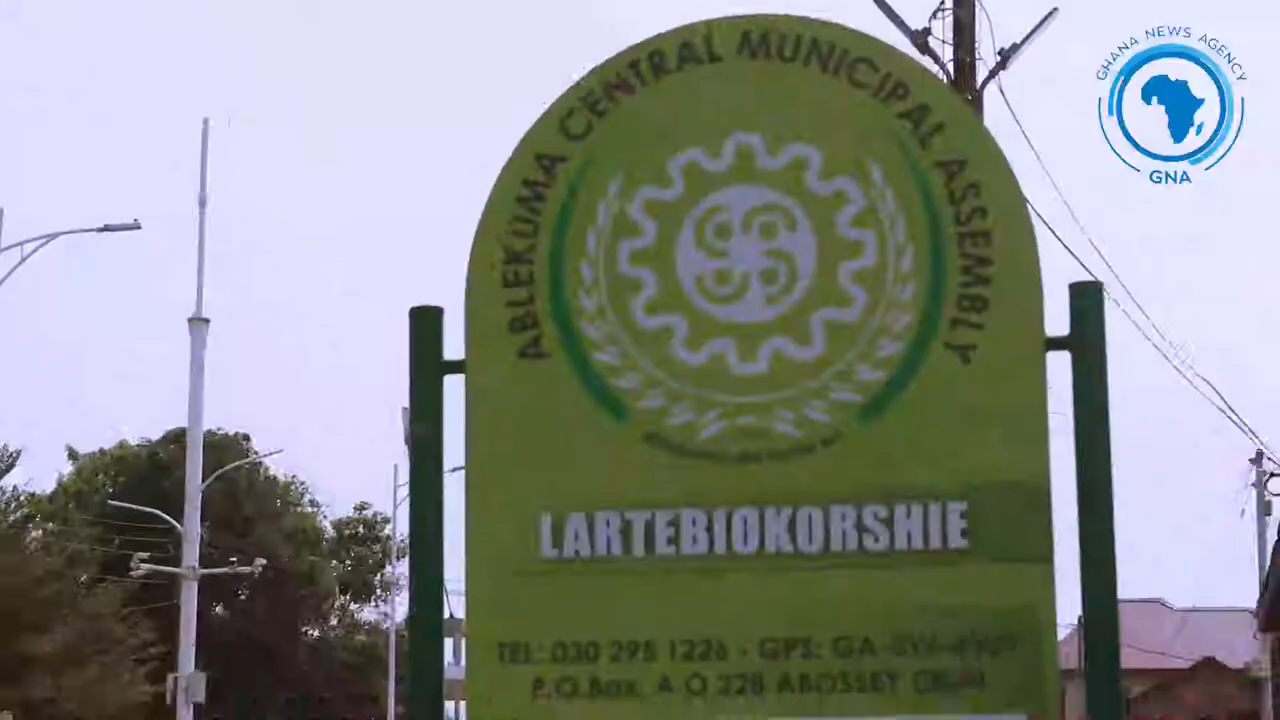 GHANA NEWS AGENCY
GNA
ABLEKUMA CENTRAL MUNICIPAL ASSEMBLY
LARTEBIOKORSHIE
TEL: 030 295 1226 - GPS: GA-
P.O.Box. A.O 228 ABOSSEY